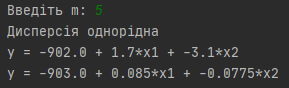 Введіть m: 5
Дисперсія однорідна
y = -902.0 + 1.7*x1 + -3.1*x2
y = -903.0 + 0.085*x1 + -0.0775*x2